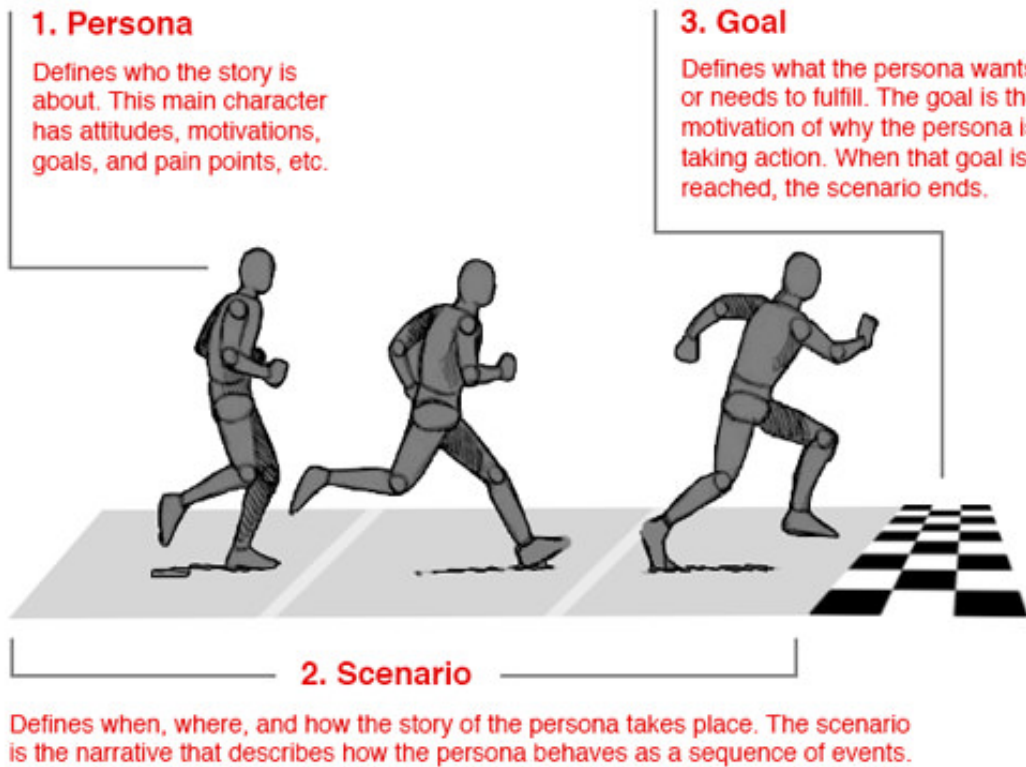 1. Persona
Defines who the story is
about. This main character
has attitudes, motivations,
goals, and pain points, etc.
3. Goal
Defines what the persona wants
or needs to fulfill. The goal is th
motivation of why the persona is
taking action. When that goal is
reached, the scenario ends.
2. Scenario
Defines when, where, and how the story of the persona takes place. The scenario
is the narrative that describes how the persona behaves as a sequence of events.